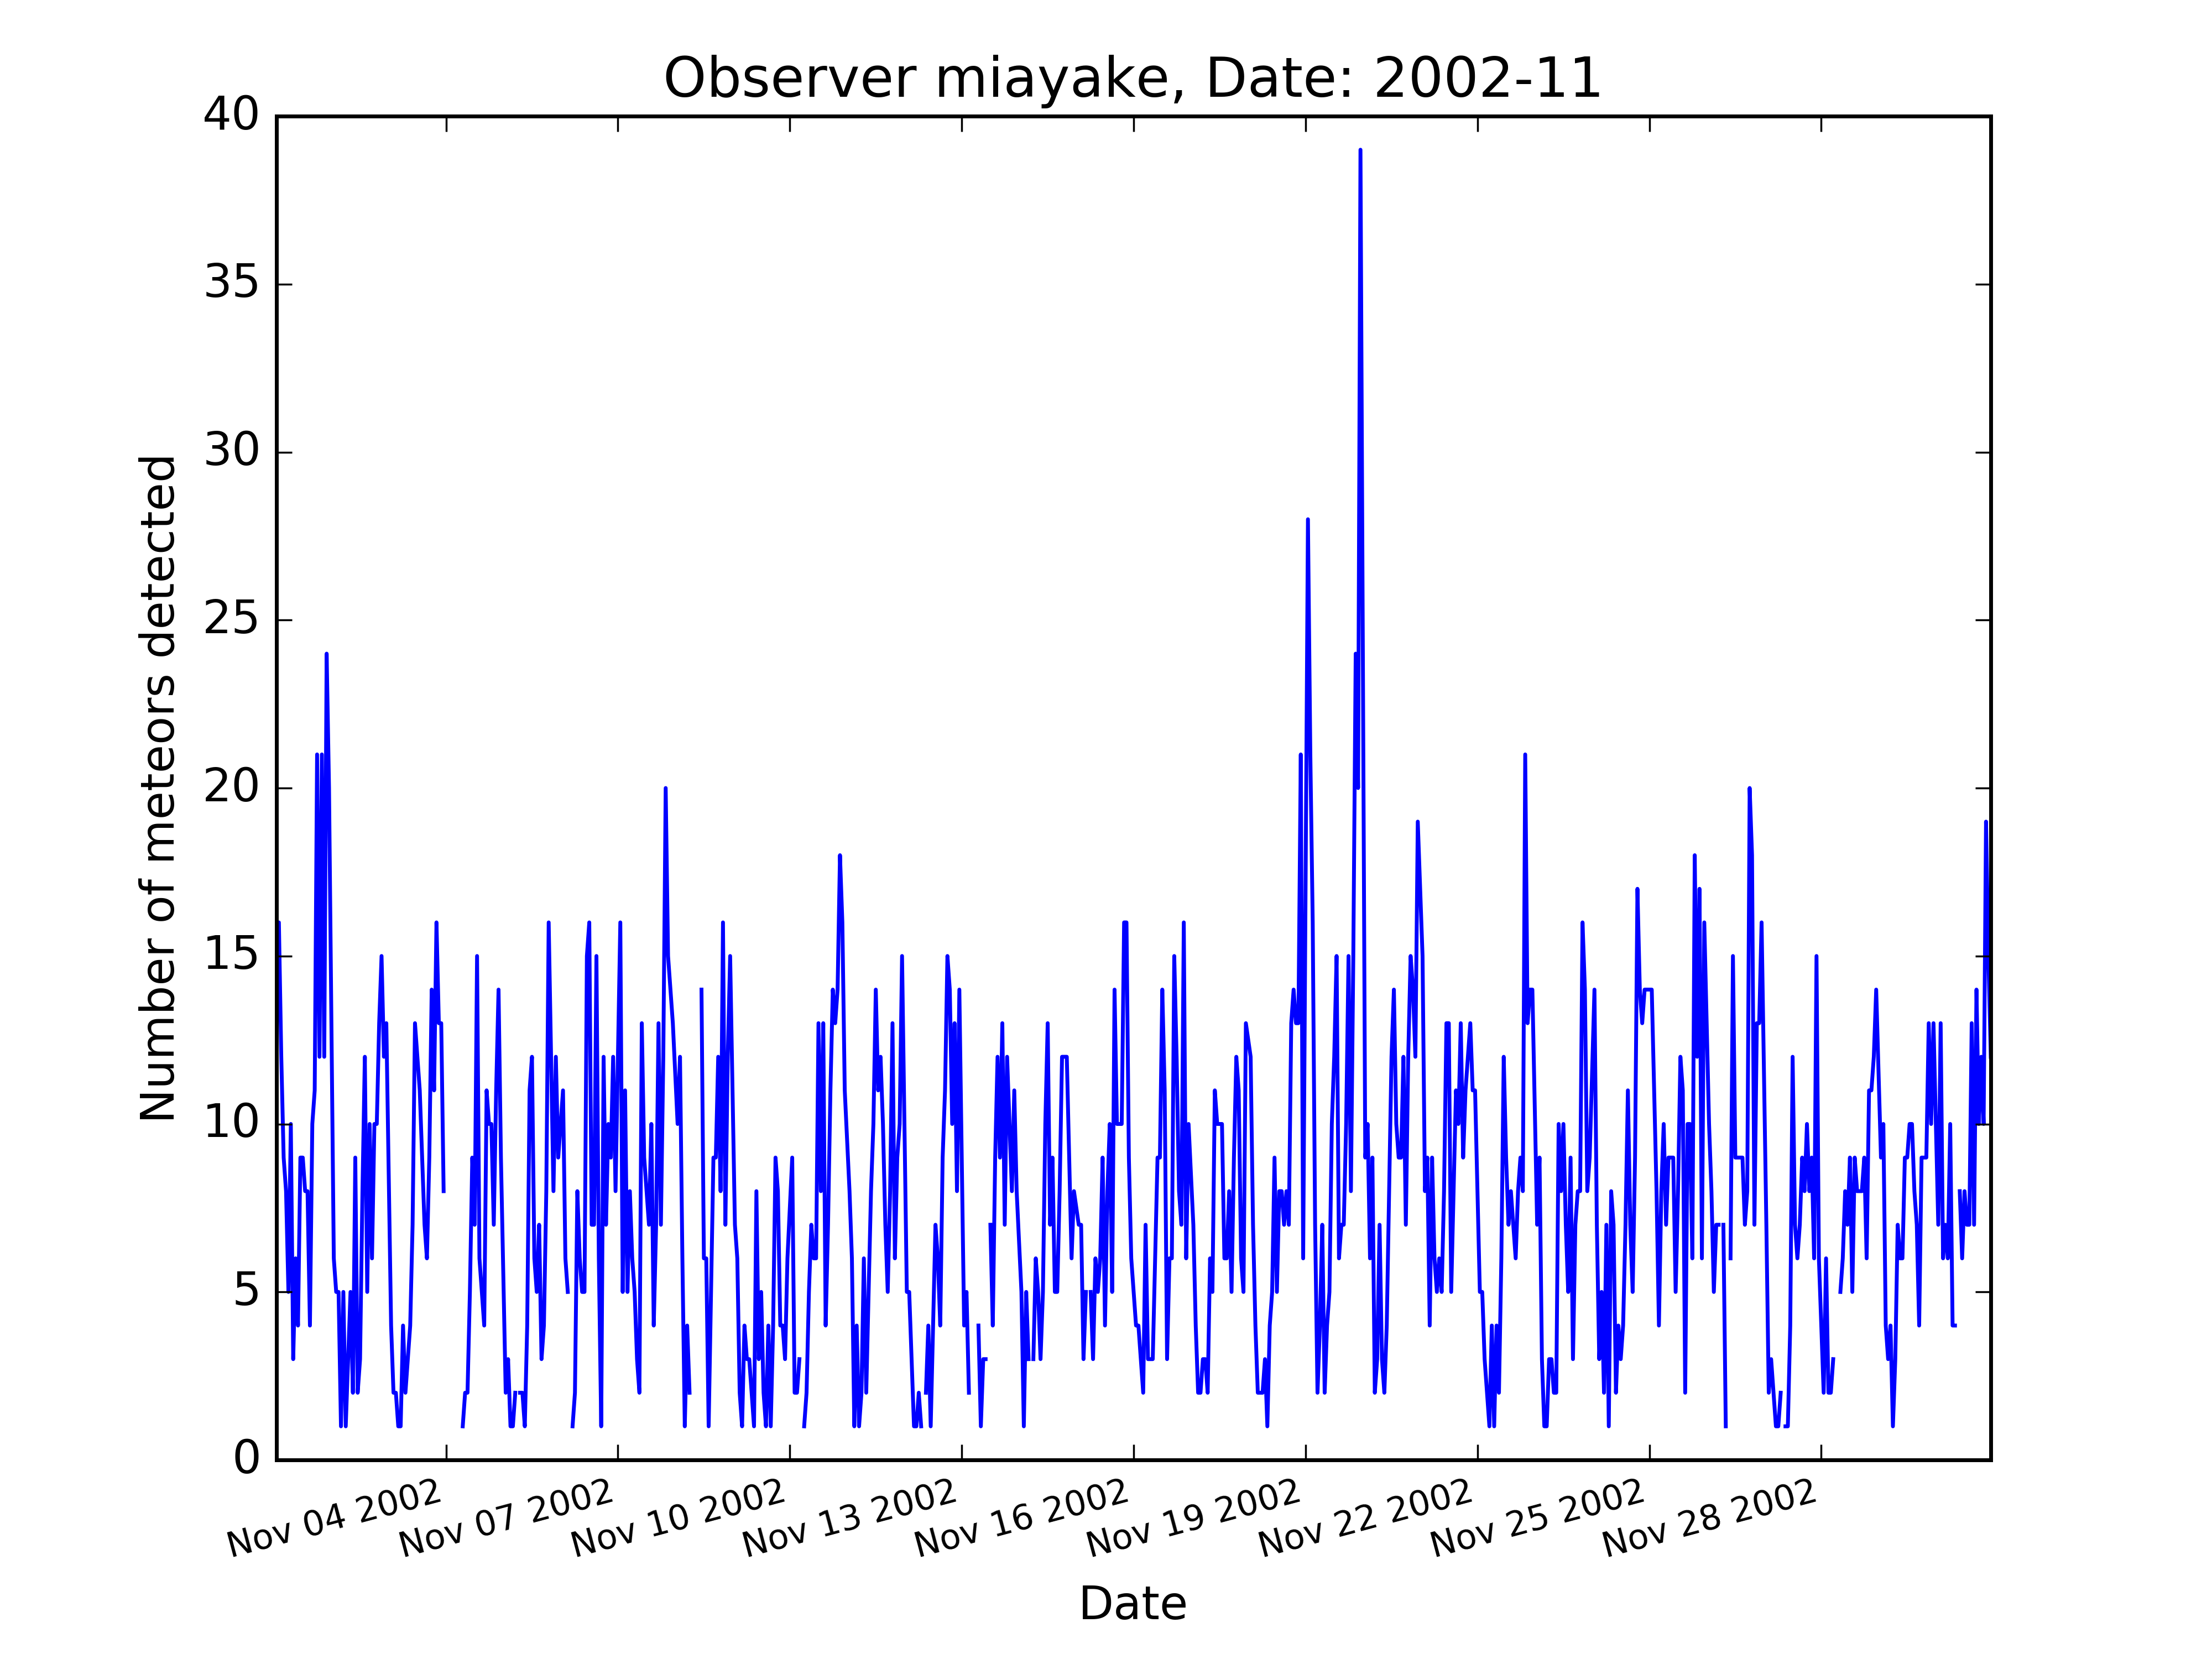 Observer miayake, Date: 2002-11
Number of meteors detected
40
35
30
25
20
15
10
5
0
Nov 04 2002
Nov 07 2002
Nov 10 2002
Nov 13 2002
Nov 16 2002
Nov 19 2002
Nov 22 2002
Nov 25 2002
Nov 28 2002
Date